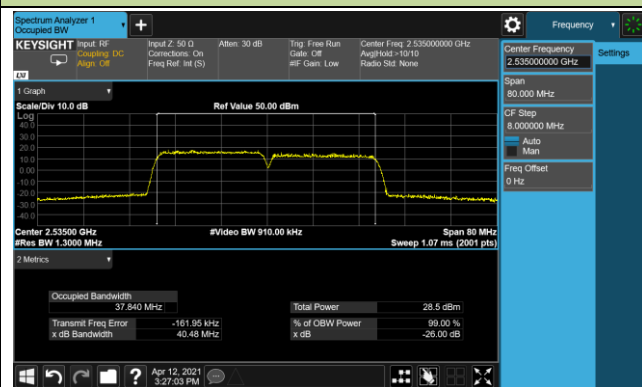 Spectrum Analyzer 1
Occupied BW
+
Frequency
KEYSIGHT
Input: RF
Coupling: DC
Align: Off
Input Z: 50 Ω
Corrections: On
Freq Ref: Int (S)
Atten: 30 dB
Trig: Free Run
Gate: Off
#IF Gain: Low
Center Freq: 2.535000000 GHz
Avg|Hold:>10/10
Radio Std: None
LXI
Center Frequency
2.535000000 GHz
Settings
Span
80.000 MHz
CF Step
8.000000 MHz
Auto
Man
Freq Offset
0 Hz
1 Graph
Scale/Div 10.0 dB
Ref Value 50.00 dBm
Log
40.0
30.0
20.0
10.0
0.00
-10.0
-20.0
-30.0
-40.0
Center 2.53500 GHz
#Video BW 910.00 kHz
Span 80 MHz
#Res BW 1.3000 MHz
Sweep 1.07 ms (2001 pts)
2 Metrics
Occupied Bandwidth
37.840 MHz
Total Power 28.5 dBm
Transmit Freq Error -161.95 kHz
% of OBW Power 99.00 %
x dB Bandwidth 40.48 MHz
x dB -26.00 dB
?
Apr 12, 2021
3:27:03 PM